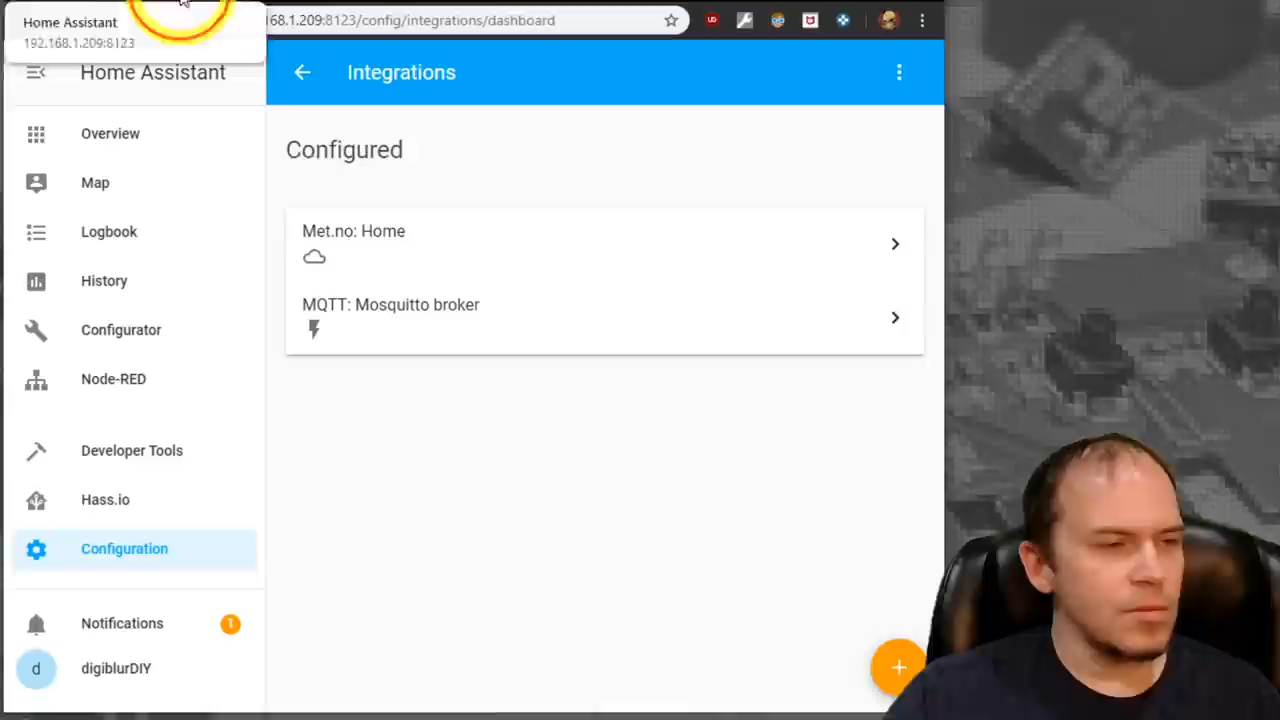 Home Assistant
192.168.1.209:8123
68.1.209:8123/config/integrations/dashboard
Home Assistant
Integrations
Overview
Map
Logbook
History
Configurator
Node-RED
Developer Tools
Hass.io
Configuration
Notifications
1
d
digiblurDIY
Configured
Met.no: Home
MQTT: Mosquitto broker